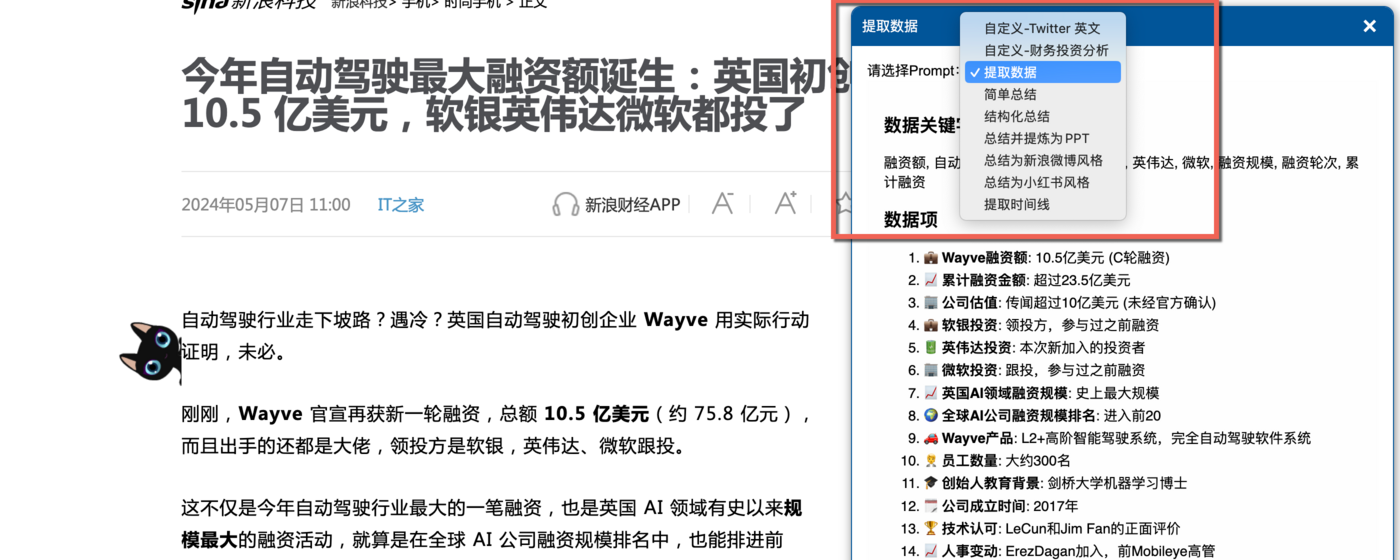 sina 新浪科技 新浪科技> 手机> 时尚手机 > 正文
今年自动驾驶最大融资额诞生：英国初创
10.5 亿美元，软银英伟达微软都投了
2024年05月07日 11:00 IT之家 新浪财经APP A- A+
自动驾驶行业走下坡路？遇冷？英国自动驾驶初创企业 Wayve 用实际行动
证明，未必。
刚刚，Wayve 官宣再获新一轮融资，总额 10.5 亿美元（约 75.8 亿元），
而且出手的还都是大佬，领投方是软银，英伟达、微软跟投。
这不仅是今年自动驾驶行业最大的一笔融资，也是英国 AI 领域有史以来规
模最大的融资活动，就算是在全球 AI 公司融资规模排名中，也能排进前
提取数据
×
请选择Prompt:
自定义-Twitter 英文
自定义-财务投资分析
✓ 提取数据
简单总结
结构化总结
总结并提炼为PPT
总结为新浪微博风格
总结为小红书风格
提取时间线
数据关键
融资额, 自动 , 英伟达, 微软, 融资规模, 融资轮次, 累
计融资
数据项
1. 💼 Wayve融资额: 10.5亿美元 (C轮融资)
2. 📈 累计融资金额: 超过23.5亿美元
3. 🏢 公司估值: 传闻超过10亿美元 (未经官方确认)
4. 💼 软银投资: 领投方，参与过之前融资
5. 🔋 英伟达投资: 本次新加入的投资者
6. 🏢 微软投资: 跟投，参与过之前融资
7. 📈 英国AI领域融资规模: 史上最大规模
8. 🌍 全球AI公司融资规模排名: 进入前20
9. 🚗 Wayve产品: L2+高阶智能驾驶系统，完全自动驾驶软件系统
10. 👨‍💼 员工数量: 大约300名
11. 🎓 创始人教育背景: 剑桥大学机器学习博士
12. 🗓️ 公司成立时间: 2017年
13. 🏆 技术认可: LeCun和Jim Fan的正面评价
14. 📈 人事变动: ErezDagan加入，前Mobileye高管